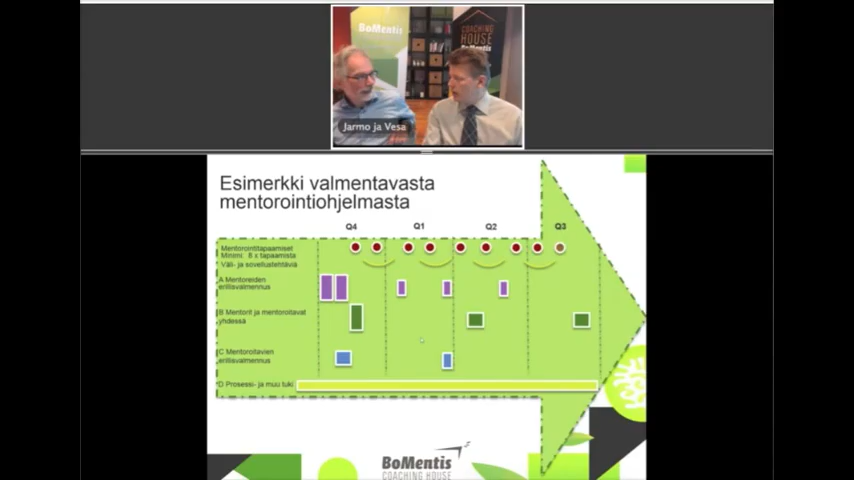 BoMentis
COACHING
HOUSE
BoMentis
Jarmo ja Vesa
Esimerkki valmentavasta
mentorointiohjelmasta
Q4 Q1 Q2 Q3
Mentorointitapaamiset
Minimi: 8 x tapaamista
Väli- ja sovellustehtäviä
A Mentoreiden
erillisvalmennus
B Mentorit ja mentoroitavat
yhdessä
C Mentoroitavien
erillisvalmennus
D Prosessi- ja muu tuki
BoMentis
COACHING HOUSE